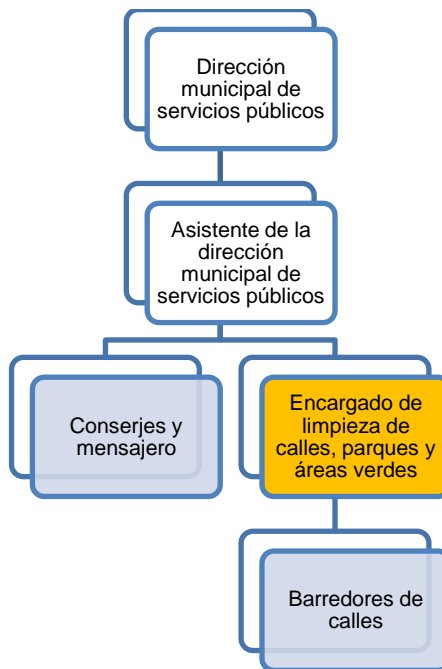 Dirección
municipal de
servicios públicos
Asistente de la
dirección
municipal de
servicios públicos
Conserjes y
mensajero
Encargado de
limpieza de
calles, parques y
áreas verdes
Barredores de
calles